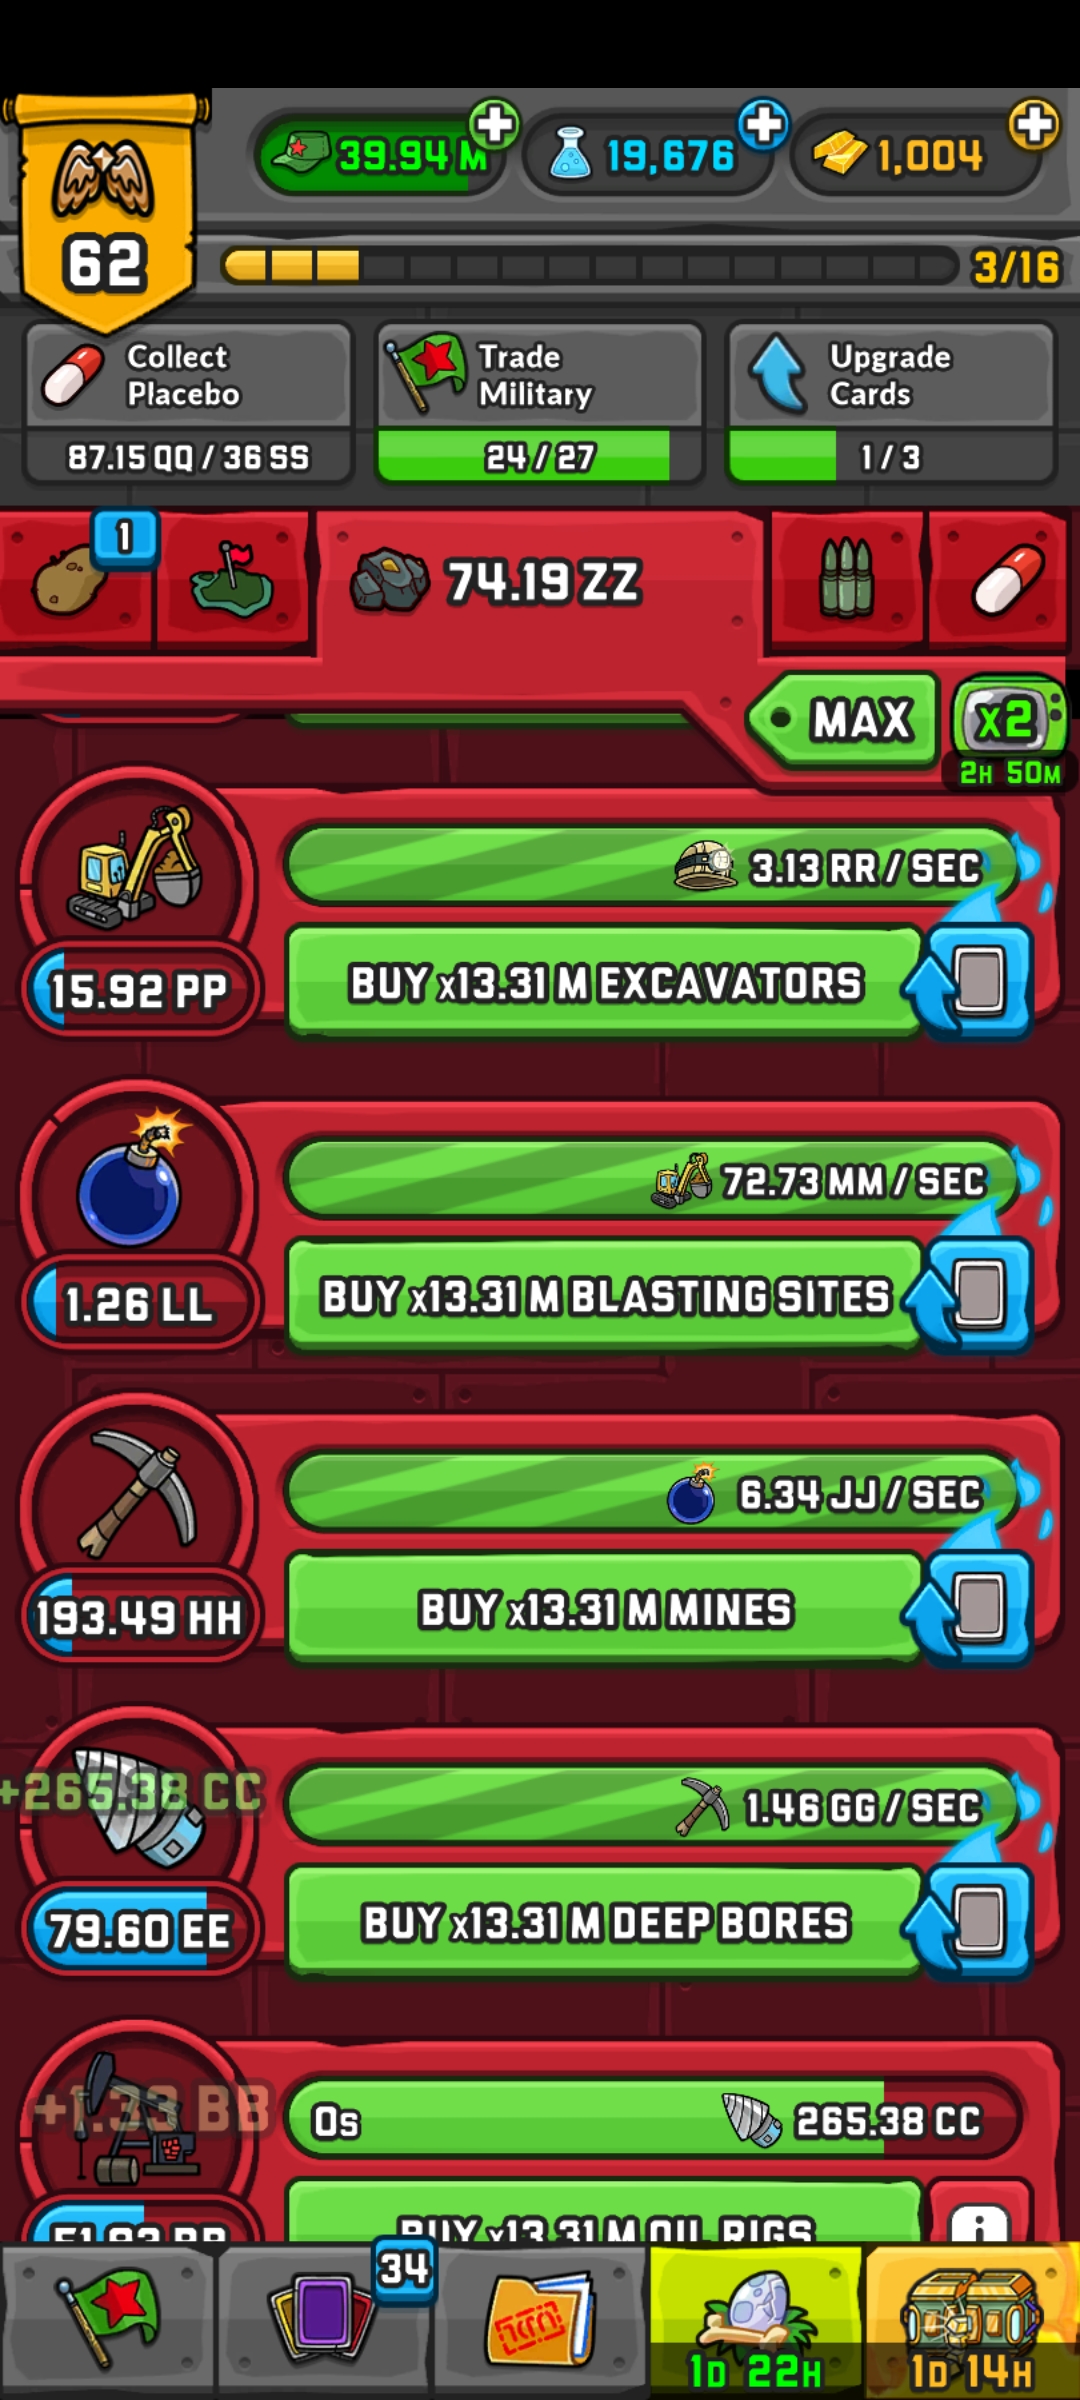 39.94 M
19,676
1,004
62
3/16
Collect
Placebo
87.15 QQ / 36 SS
Trade
Military
24 / 27
Upgrade
Cards
1 / 3
1
74.19 ZZ
MAX
x2
2H 50M
3.13 RR / SEC
15.92 PP
BUY x13.31 M EXCAVATORS
72.73 MM / SEC
1.26 LL
BUY x13.31 M BLASTING SITES
6.34 JJ / SEC
193.49 HH
BUY x13.31 M MINES
+265.38 CC
1.46 GG / SEC
79.60 EE
BUY x13.31 M DEEP BORES
+1.33 BB
0s
265.38 CC
BUY x13.31 M OIL RIGS
i
34
1D 22H
1D 14H